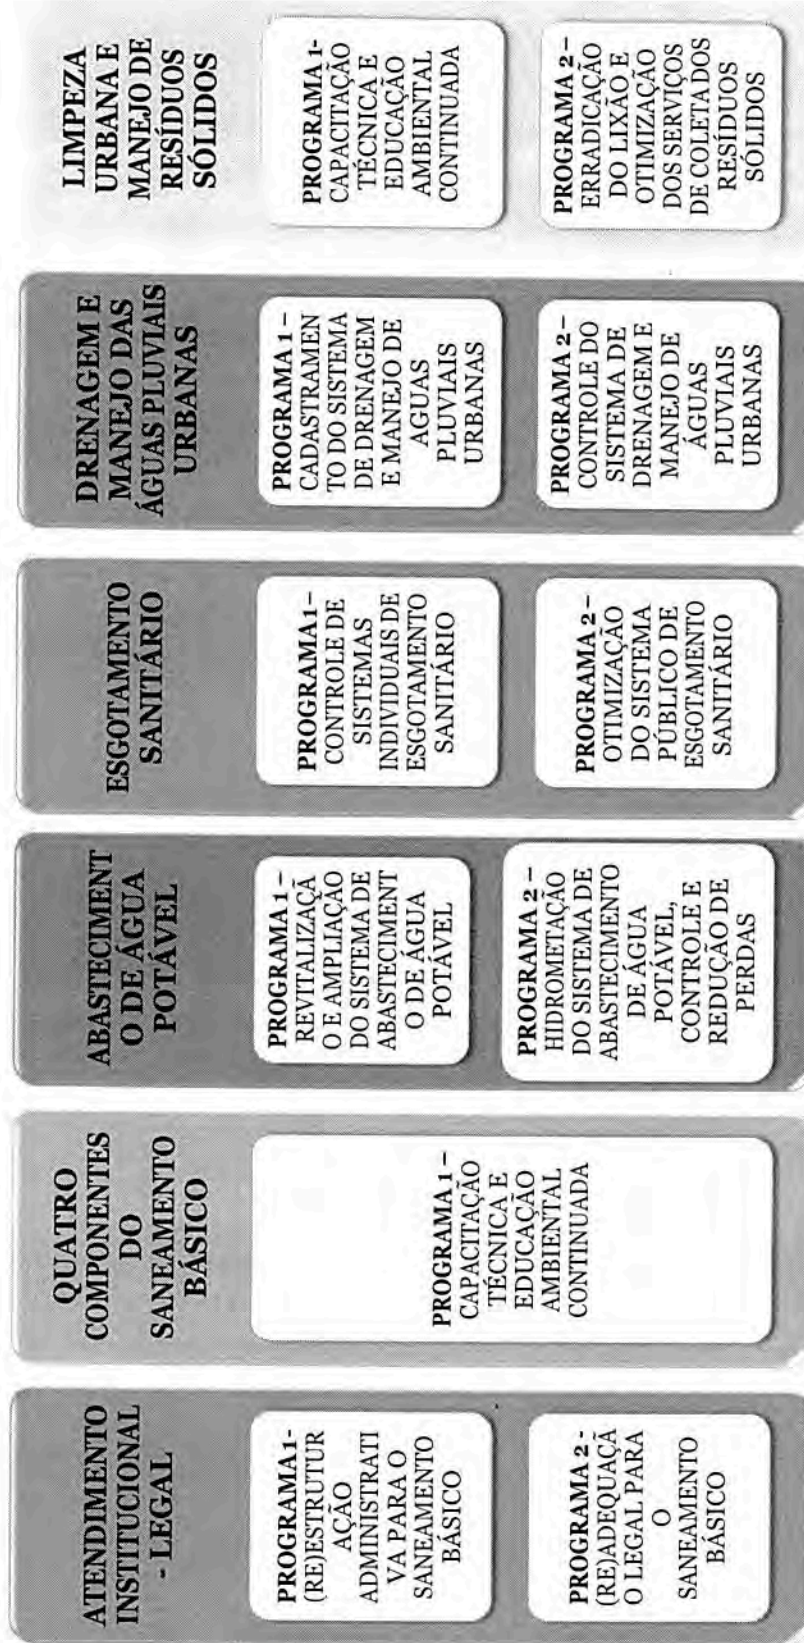 ATENDIMENTO
INSTITUCIONAL
- LEGAL
PROGRAMA 1-
(RE)ESTRUTUR
AÇÃO
ADMINISTRATI
VA PARA O
SANEAMENTO
BÁSICO
PROGRAMA 2 -
(RE)ADEQUAÇÃ
O LEGAL PARA
O
SANEAMENTO
BÁSICO
QUATRO
COMPONENTES
DO
SANEAMENTO
BÁSICO
PROGRAMA 1 –
CAPACITAÇÃO
TÉCNICA E
EDUCAÇÃO
AMBIENTAL
CONTINUADA
ABASTECIMENT
O DE ÁGUA
POTÁVEL
PROGRAMA 1 –
REVITALIZAÇÃ
O E AMPLIAÇÃO
DO SISTEMA DE
ABASTECIMENT
O DE ÁGUA
POTÁVEL
PROGRAMA 2 –
HIDROMETAÇÃO
DO SISTEMA DE
ABASTECIMENTO
DE ÁGUA
POTÁVEL,
CONTROLE E
REDUÇÃO DE
PERDAS
ESGOTAMENTO
SANITÁRIO
PROGRAMA 1 –
CONTROLE DE
SISTEMAS
INDIVIDUAIS DE
ESGOTAMENTO
SANITÁRIO
PROGRAMA 2 –
OTIMIZAÇÃO
DO SISTEMA
PÚBLICO DE
ESGOTAMENTO
SANITÁRIO
DRENAGEM E
MANEJO DAS
ÁGUAS PLUVIAIS
URBANAS
PROGRAMA 1 –
CADASTRAMEN
TO DO SISTEMA
DE DRENAGEM
E MANEJO DE
AGUAS
PLUVIAIS
URBANAS
PROGRAMA 2 –
CONTROLE DO
SISTEMA DE
DRENAGEM E
MANEJO DE
ÁGUAS
PLUVIAIS
URBANAS
LIMPEZA
URBANA E
MANEJO DE
RESÍDUOS
SÓLIDOS
PROGRAMA 1-
CAPACITAÇÃO
TÉCNICA E
EDUCAÇÃO
AMBIENTAL
CONTINUADA
PROGRAMA 2 –
ERRADICAÇÃO
DO LIXÃO E
OTIMIZAÇÃO
DOS SERVIÇOS
DE COLETA DOS
RESÍDUOS
SÓLIDOS